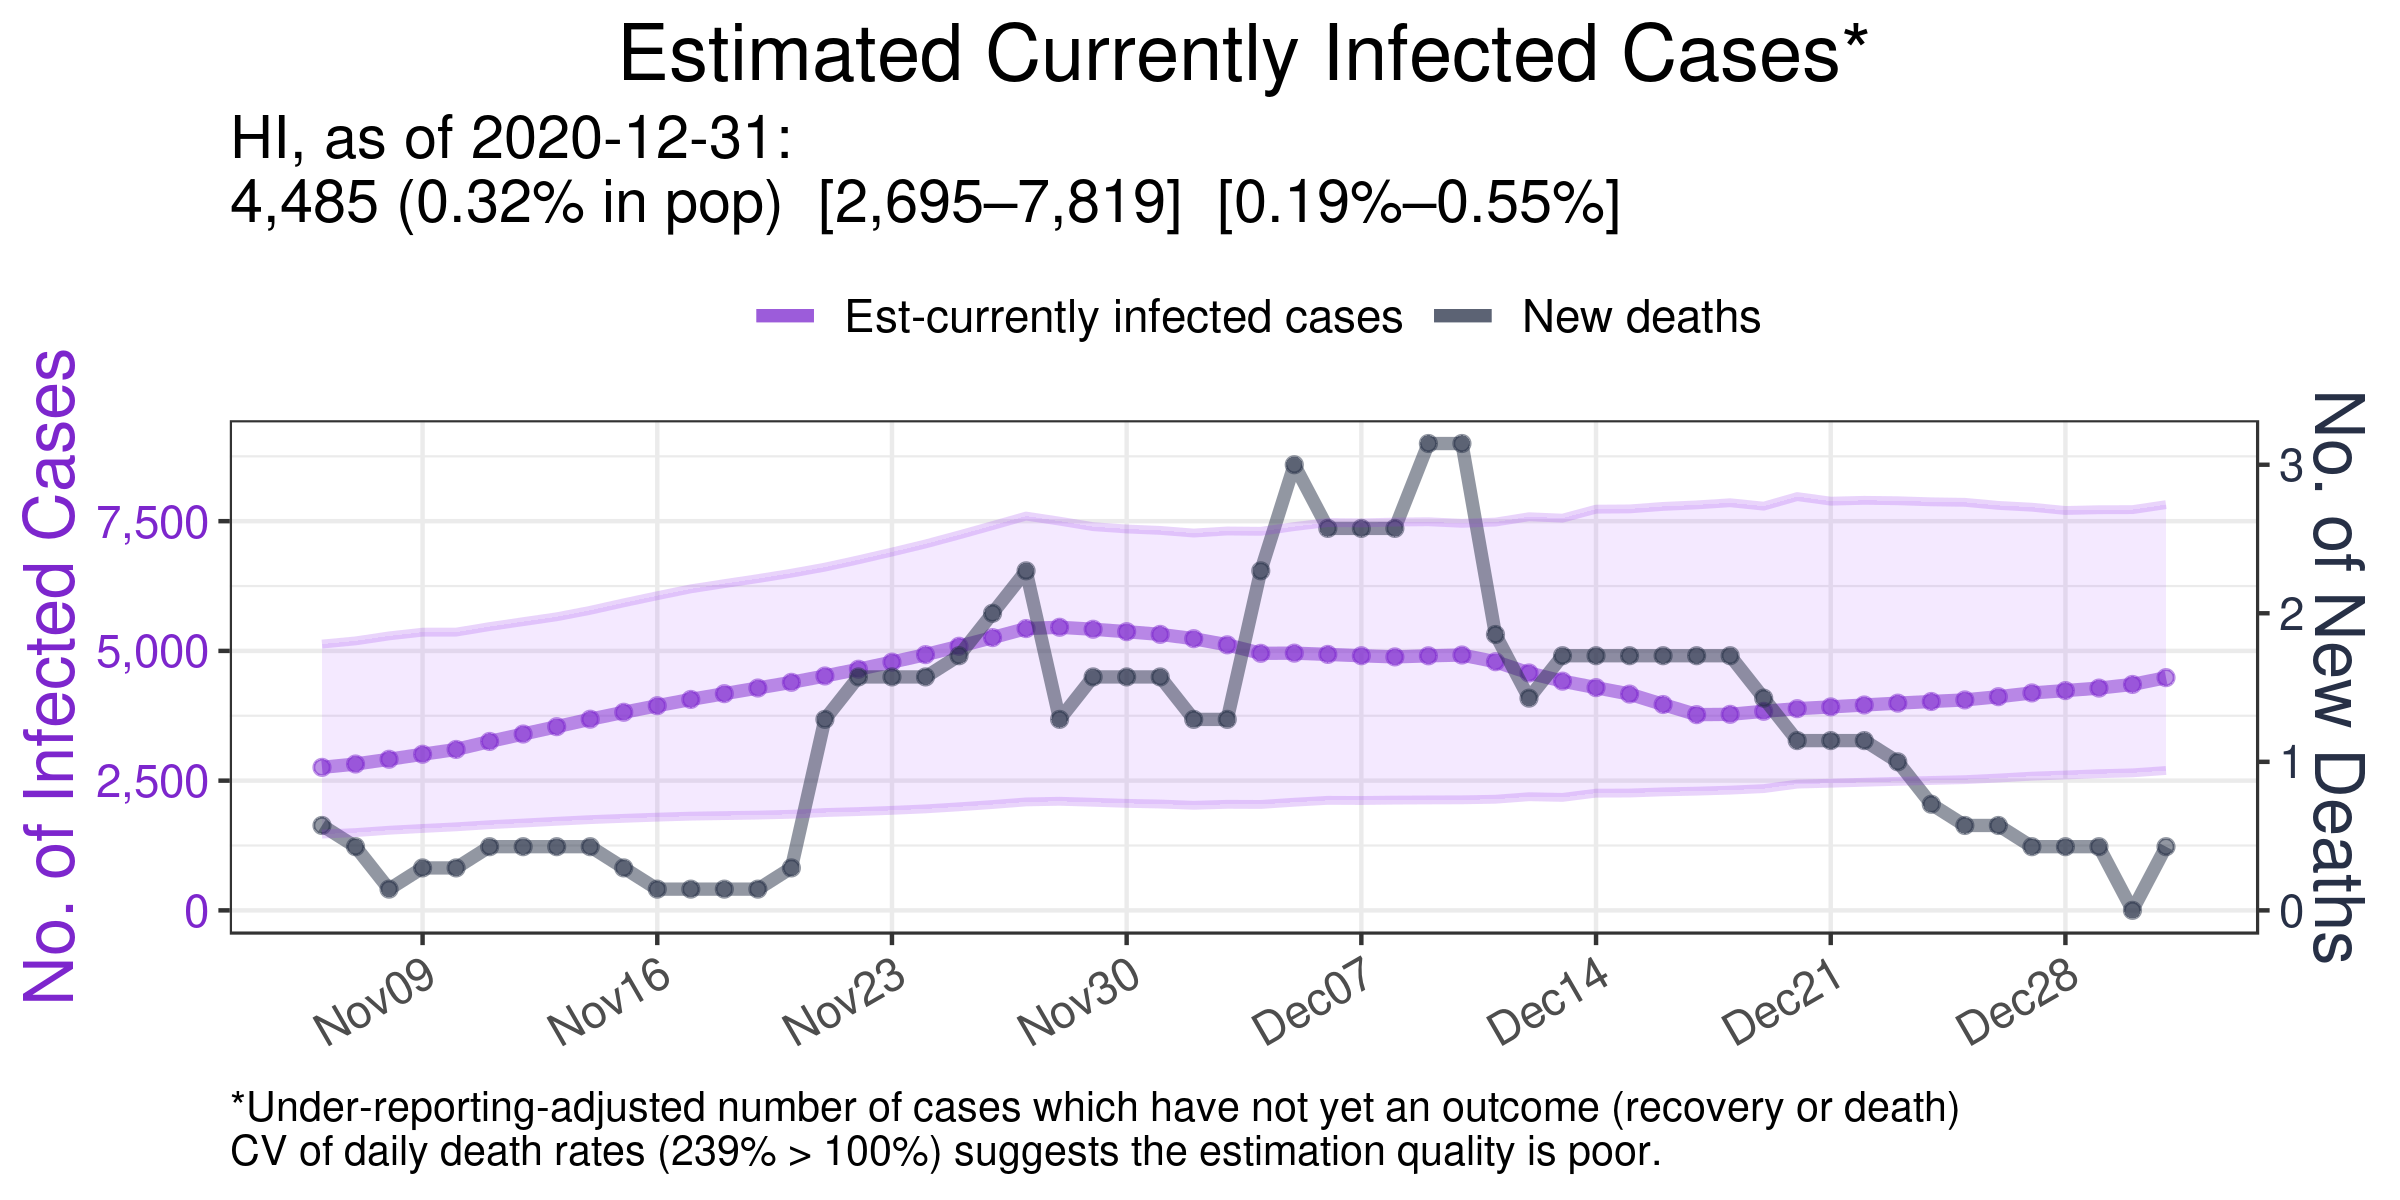 Estimated Currently Infected Cases*
HI, as of 2020-12-31:
4,485 (0.32% in pop) [2,695–7,819] [0.19%–0.55%]
Est-currently infected cases
New deaths
No. of Infected Cases
7,500
5,000
2,500
0
3
2
1
0
No. of New Deaths
Nov09
Nov16
Nov23
Nov30
Dec07
Dec14
Dec21
Dec28
*Under-reporting-adjusted number of cases which have not yet an outcome (recovery or death)
CV of daily death rates (239% > 100%) suggests the estimation quality is poor.